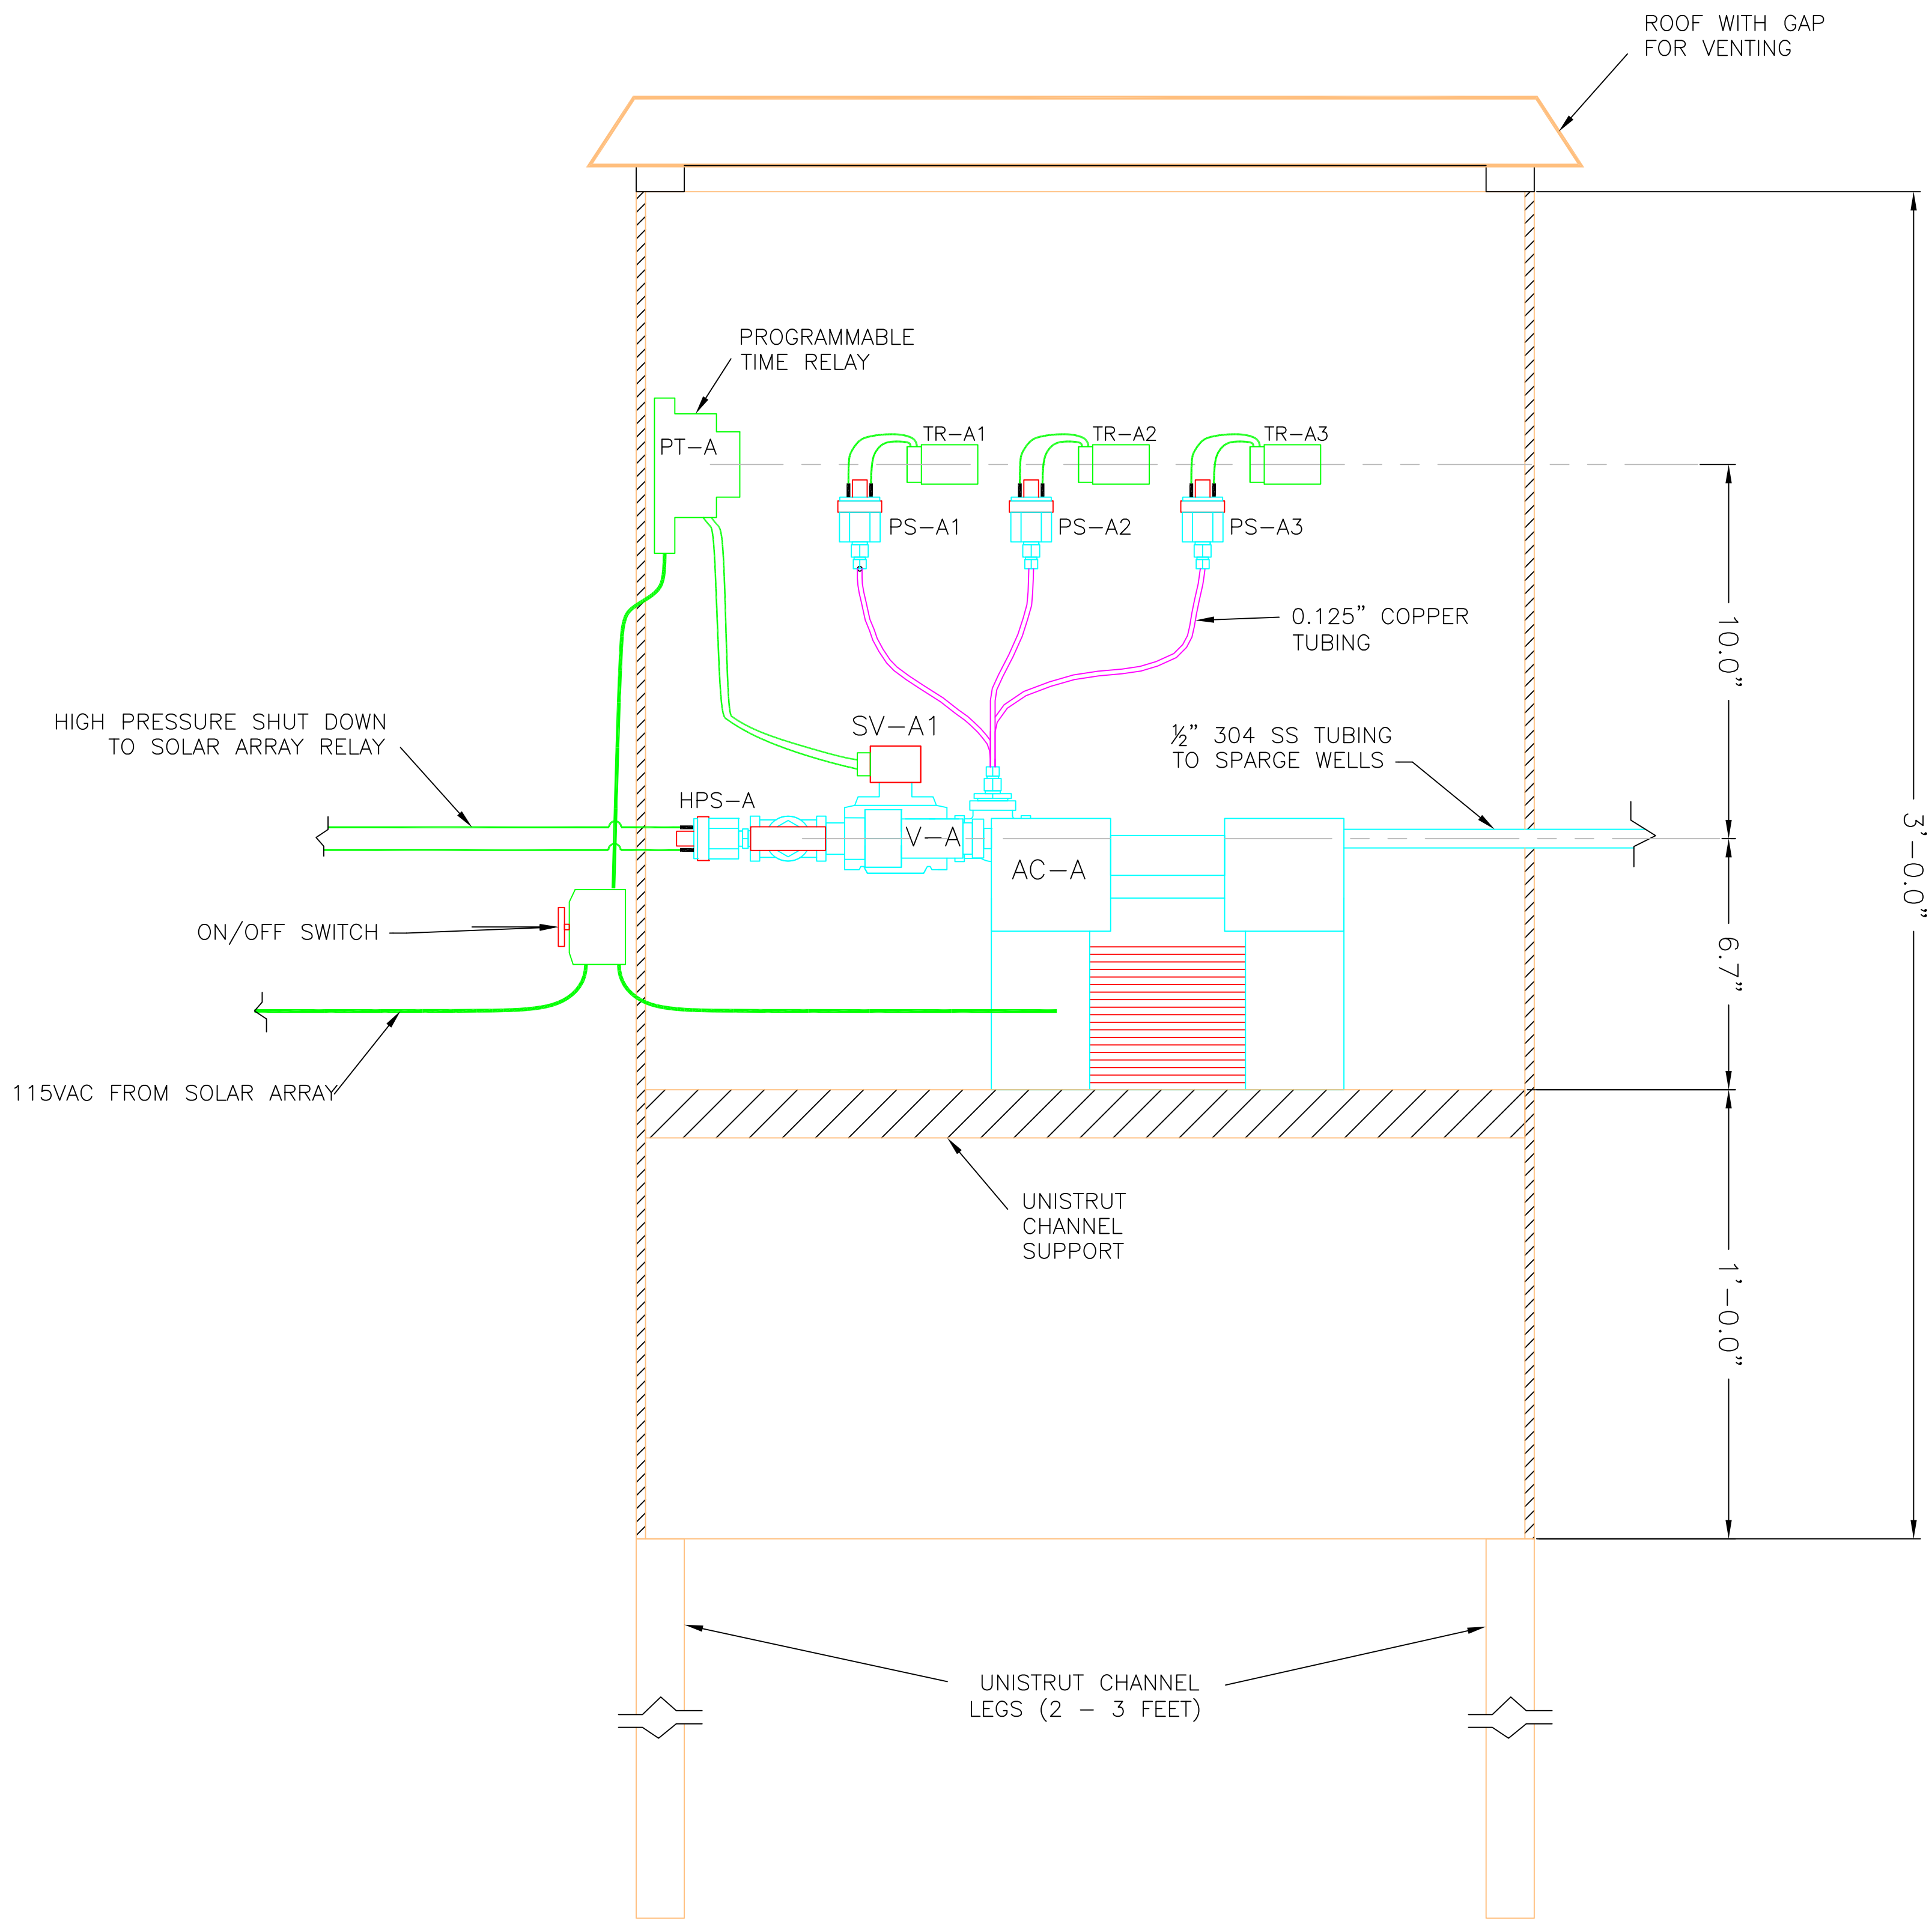 ROOF WITH GAP
FOR VENTING
PROGRAMMABLE
TIME RELAY
PT-A
TR-A1
TR-A2
TR-A3
PS-A1
PS-A2
PS-A3
0.125" COPPER
TUBING
10.0"
HIGH PRESSURE SHUT DOWN
TO SOLAR ARRAY RELAY
SV-A1
½" 304 SS TUBING
TO SPARGE WELLS
HPS-A
V-A
AC-A
3'-0.0"
ON/OFF SWITCH
6.7"
115VAC FROM SOLAR ARRAY
UNISTRUT
CHANNEL
SUPPORT
1'-0.0"
UNISTRUT CHANNEL
LEGS (2 - 3 FEET)